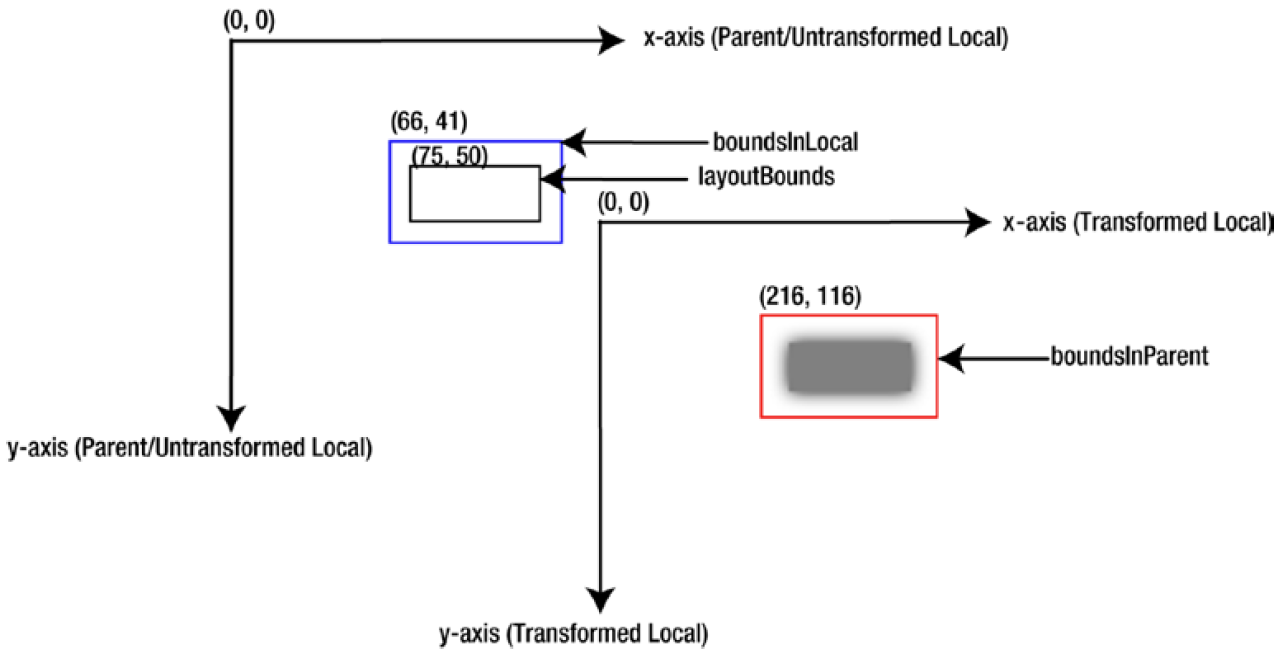 (0, 0)
x-axis (Parent/Untransformed Local)
(66, 41)
boundsInLocal
(75, 50)
layoutBounds
(0, 0)
x-axis (Transformed Local)
(216, 116)
boundsInParent
y-axis (Parent/Untransformed Local)
y-axis (Transformed Local)